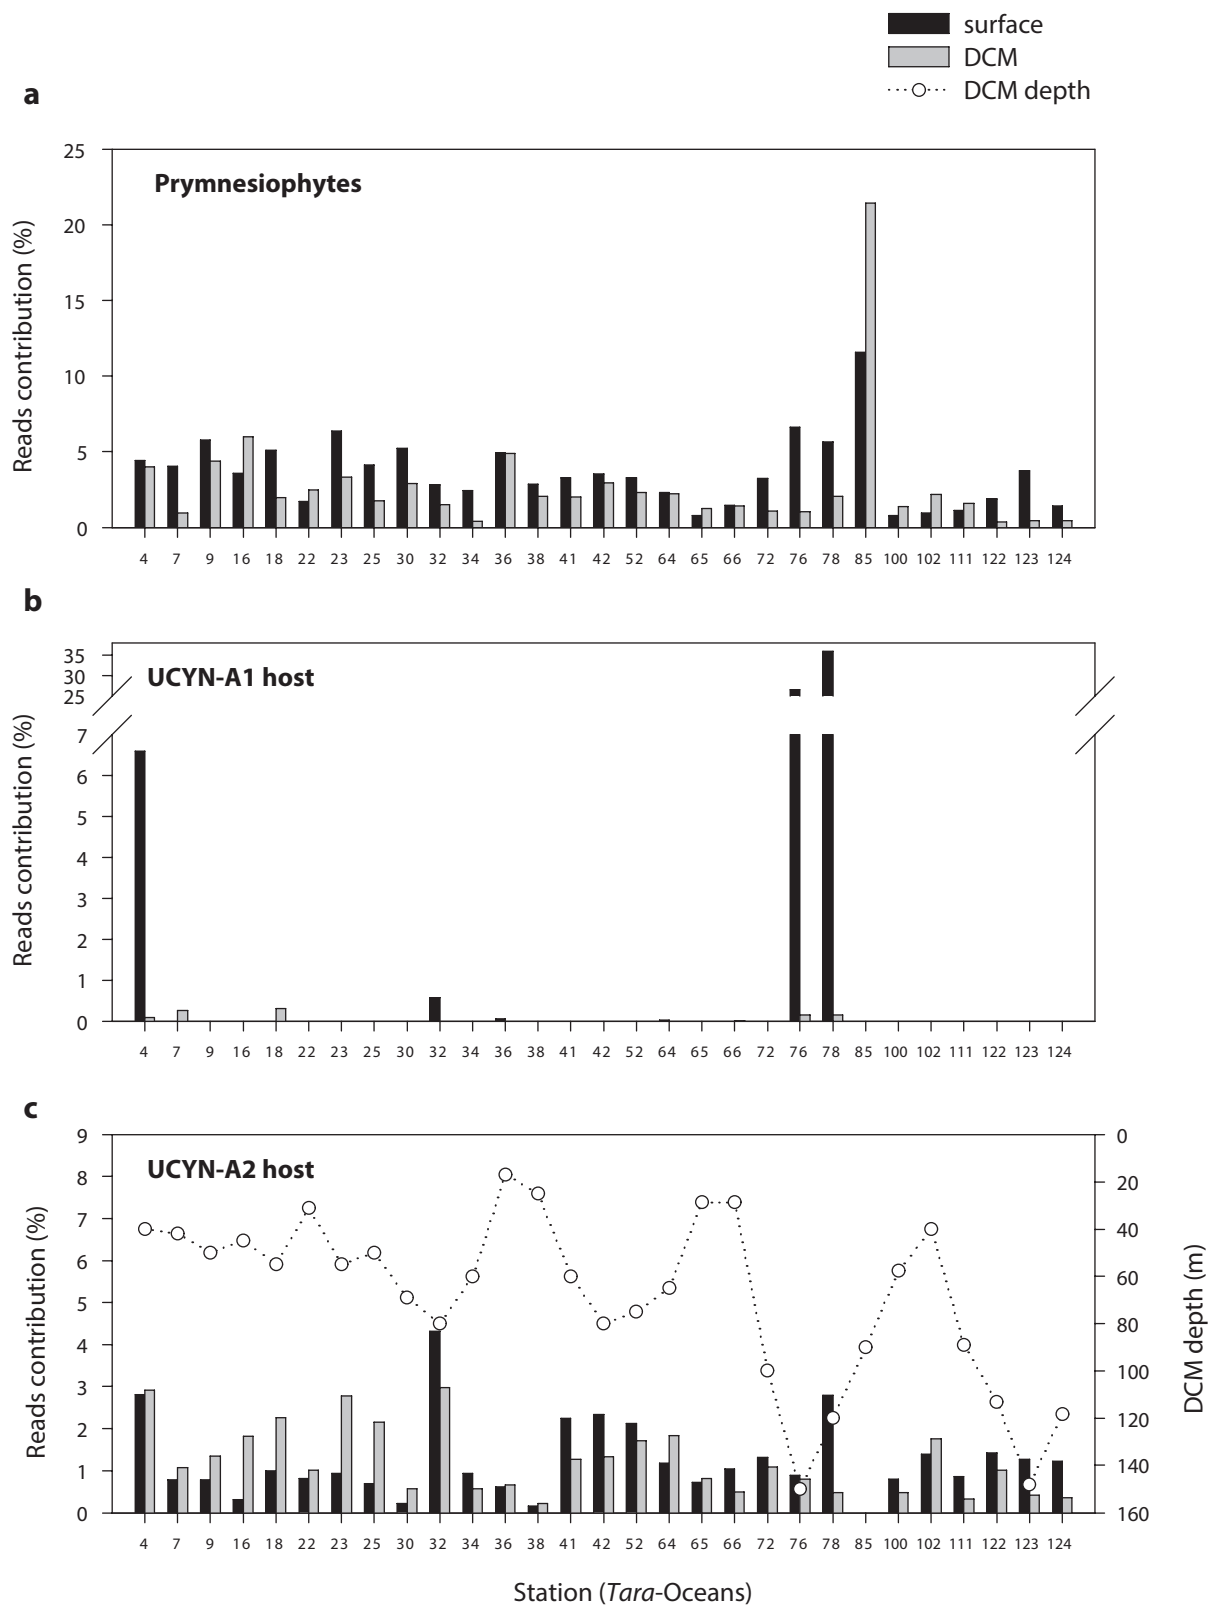 surface
DCM
DCM depth
a
Prymnesiophytes
Reads contribution (%)
25
20
15
10
5
0
4 7 9 16 18 22 23 25 30 32 34 36 38 41 42 52 64 65 66 72 76 78 85 100 102 111 122 123 124
b
UCYN-A1 host
Reads contribution (%)
35
30
25
7
6
5
4
3
2
1
0
4 7 9 16 18 22 23 25 30 32 34 36 38 41 42 52 64 65 66 72 76 78 85 100 102 111 122 123 124
c
UCYN-A2 host
Reads contribution (%)
9
8
7
6
5
4
3
2
1
0
0
20
40
60
80
100
120
140
160
DCM depth (m)
4 7 9 16 18 22 23 25 30 32 34 36 38 41 42 52 64 65 66 72 76 78 85 100 102 111 122 123 124
Station (Tara-Oceans)